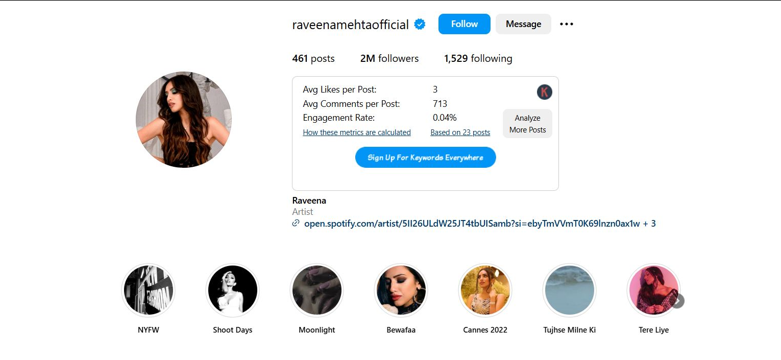 raveenamehtaofficial Follow Message
461 posts 2M followers 1,529 following
Avg Likes per Post: 3
Avg Comments per Post: 713
Engagement Rate: 0.04%
How these metrics are calculated Based on 23 posts
K
Analyze
More Posts
Sign Up For Keywords Everywhere
Raveena
Artist
open.spotify.com/artist/5II26ULdW25JT4tbUISamb?si=ebyTmVVmT0K69lnzn0ax1w + 3
NYFW Shoot Days Moonlight Bewafaa Cannes 2022 Tujhse Milne Ki Tere Liye